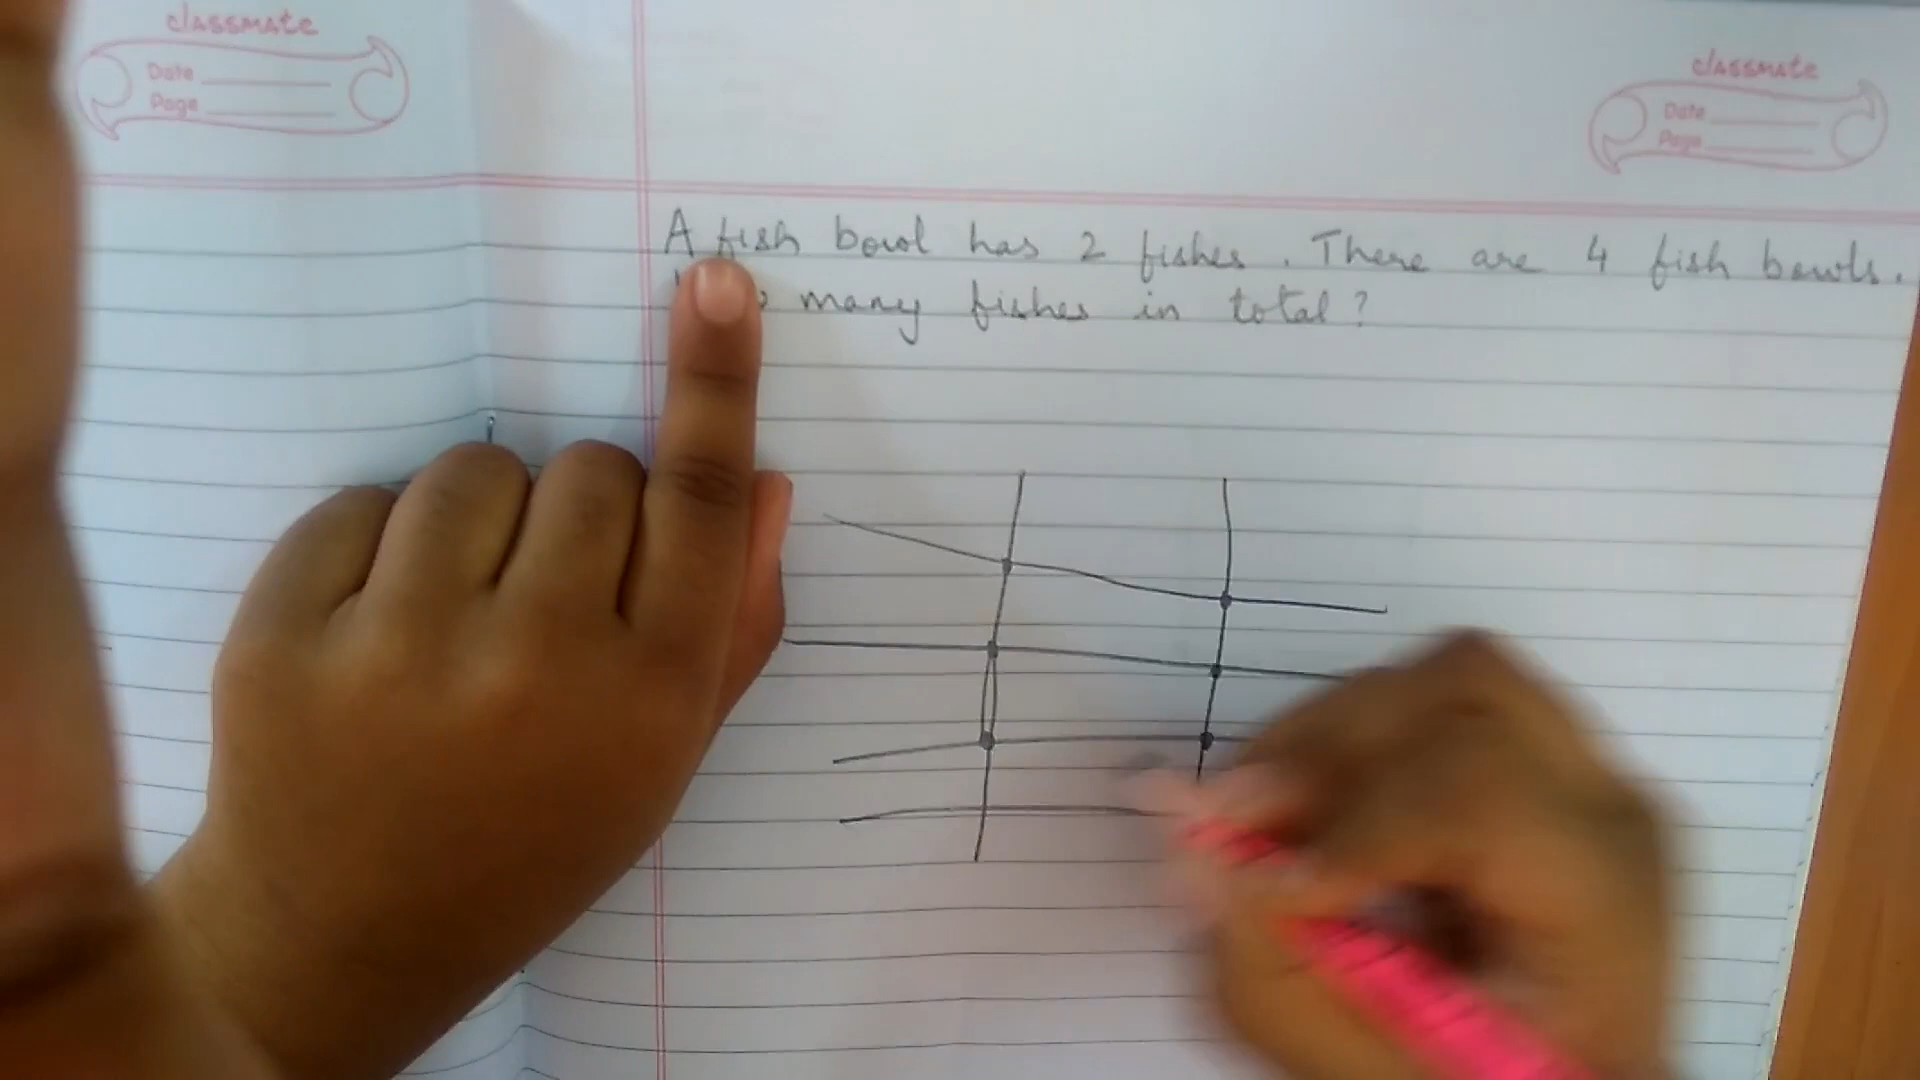 classmate
Date
Page
classmate
Date
Page
A fish bowl has 2 fishes. There are 4 fish bowls.
many fishes in total?